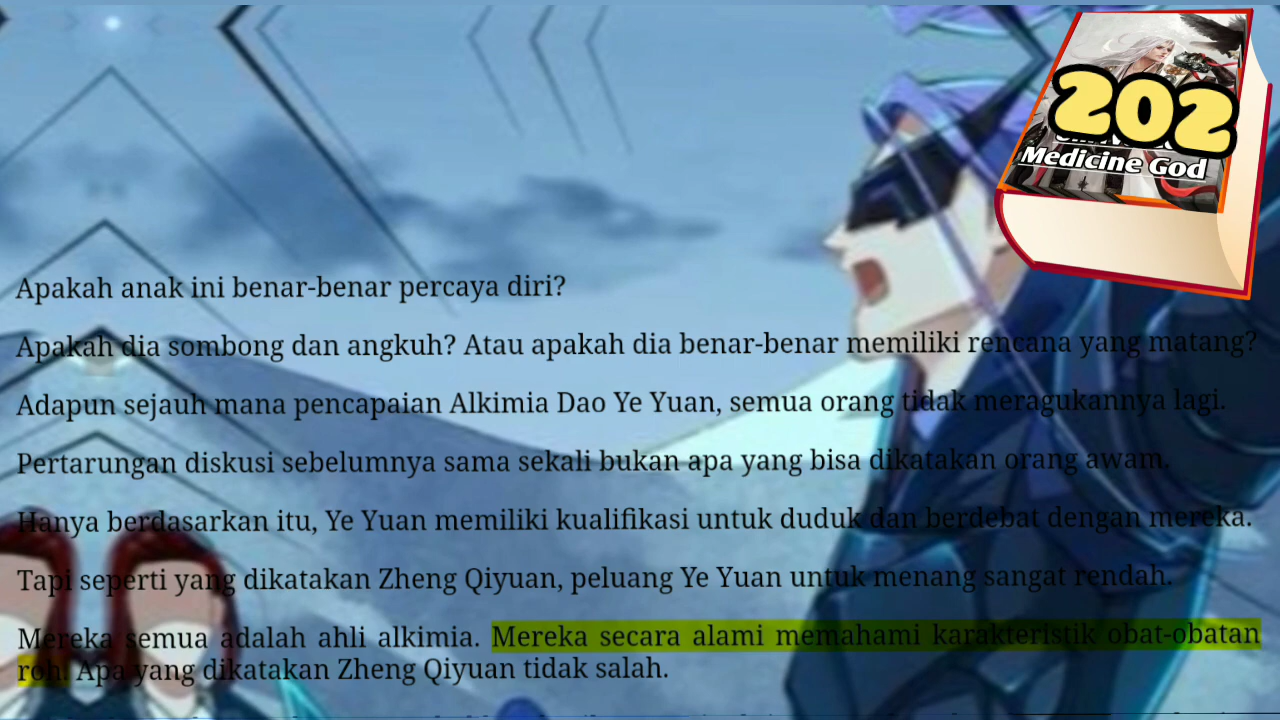 202
Medicine God
Apakah anak ini benar-benar percaya diri?
Apakah dia sombong dan angkuh? Atau apakah dia benar-benar memiliki rencana yang matang?
Adapun sejauh mana pencapaian Alkimia Dao Ye Yuan, semua orang tidak meragukannya lagi.
Pertarungan diskusi sebelumnya sama sekali bukan apa yang bisa dikatakan orang awam.
Hanya berdasarkan itu, Ye Yuan memiliki kualifikasi untuk duduk dan berdebat dengan mereka.
Tapi seperti yang dikatakan Zheng Qiyuan, peluang Ye Yuan untuk menang sangat rendah.
Mereka semua adalah ahli alkimia. Mereka secara alami memahami karakteristik obat-obatan
roh. Apa yang dikatakan Zheng Qiyuan tidak salah.